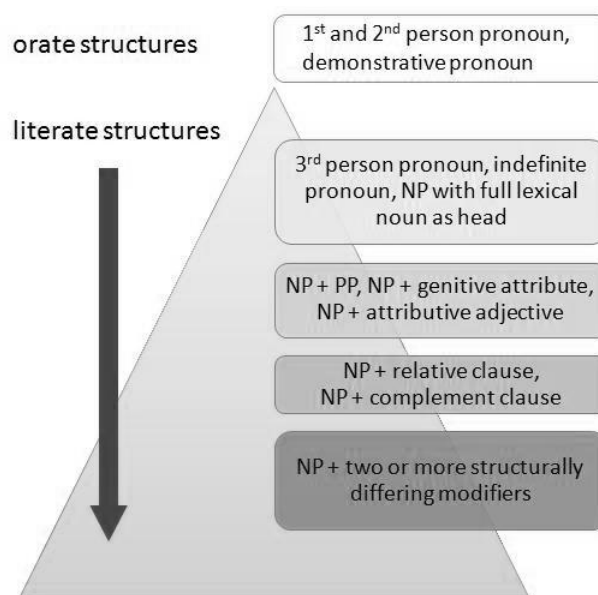 orate structures
1st and 2nd person pronoun,
demonstrative pronoun
literate structures
3rd person pronoun, indefinite
pronoun, NP with full lexical
noun as head
NP + PP, NP + genitive attribute,
NP + attributive adjective
NP + relative clause,
NP + complement clause
NP + two or more structurally
differing modifiers